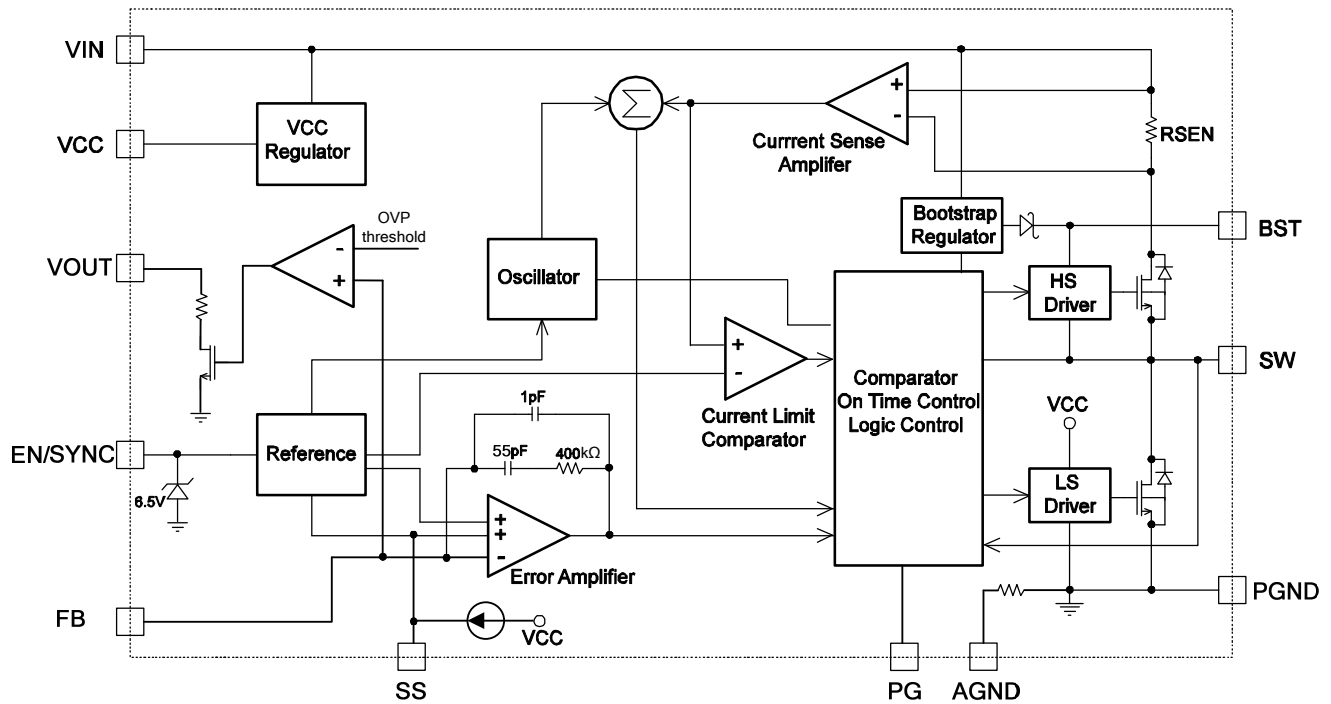 VIN
VCC
VCC
Regulator
Σ
+
-
Currrent Sense
Amplifer
RSEN
OVP
threshold
-
+
VOUT
Oscillator
Bootstrap
Regulator
BST
HS
Driver
+
-
Current Limit
Comparator
Comparator
On Time Control
Logic Control
SW
VCC
1pF
55pF
400kΩ
EN/SYNC
Reference
6.5V
LS
Driver
+
+
-
Error Amplifier
FB
VCC
PGND
SS
PG
AGND